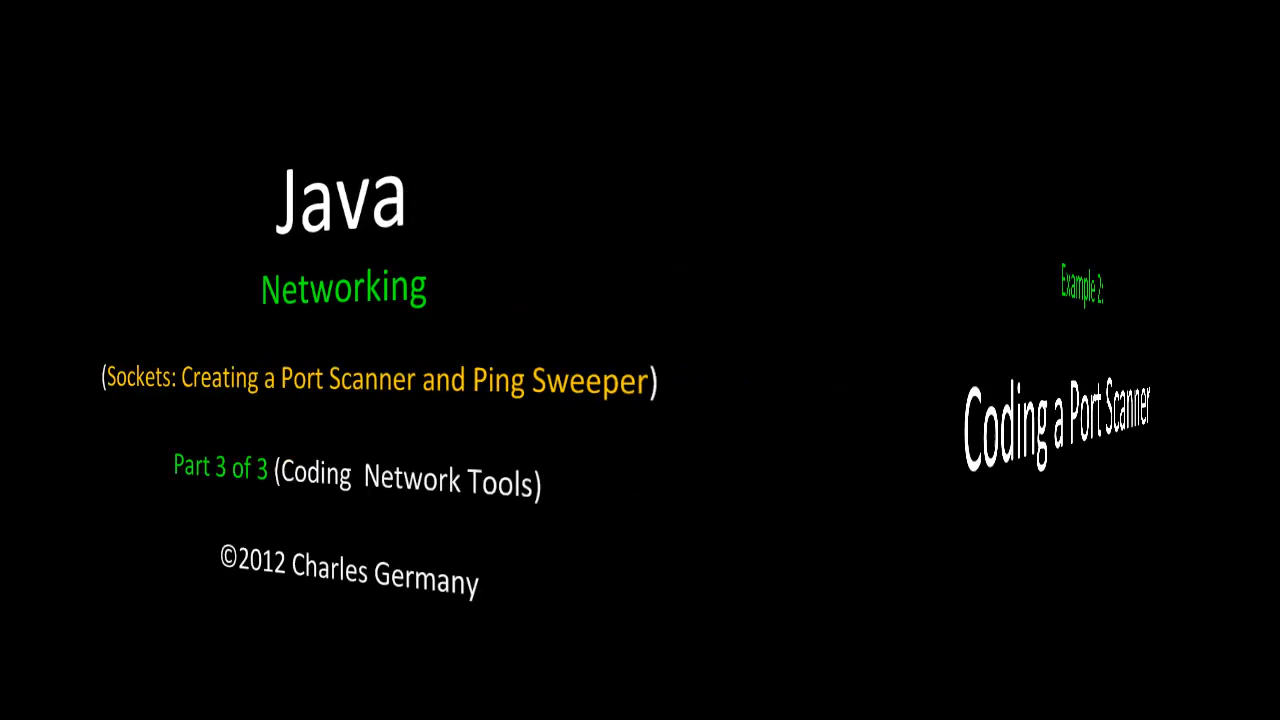 Java
Networking
(Sockets: Creating a Port Scanner and Ping Sweeper)
Part 3 of 3 (Coding Network Tools)
©2012 Charles Germany
Example 2:
Coding a Port Scanner